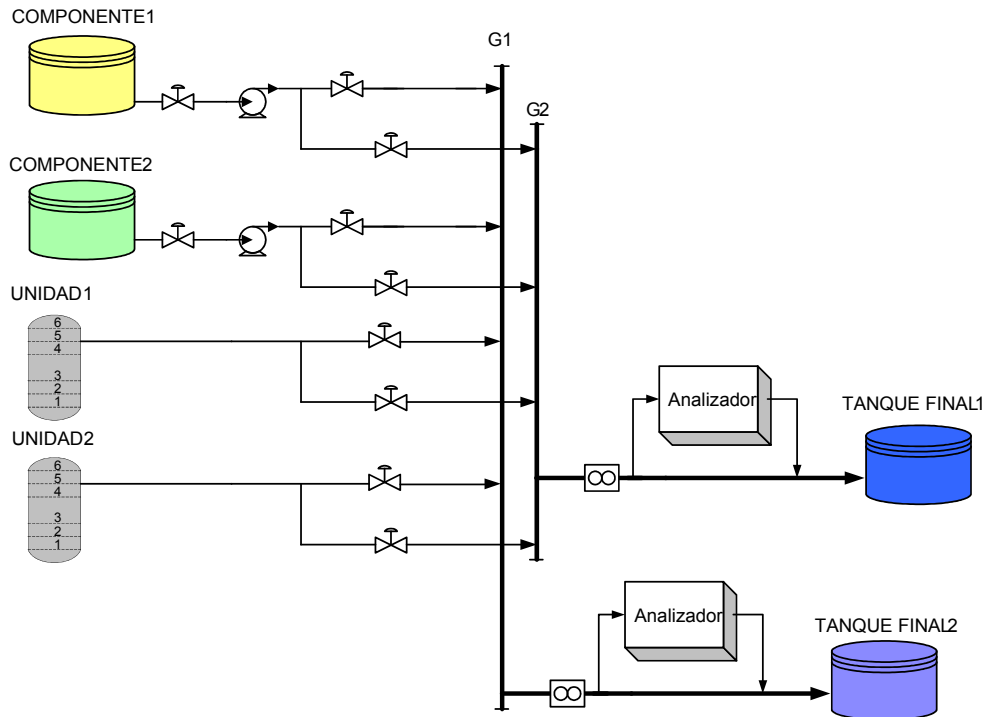 COMPONENTE1
G1
G2
COMPONENTE2
UNIDAD1
6
5
4
3
2
1
Analizador
TANQUE FINAL1
UNIDAD2
6
5
4
3
2
1
Analizador
TANQUE FINAL2